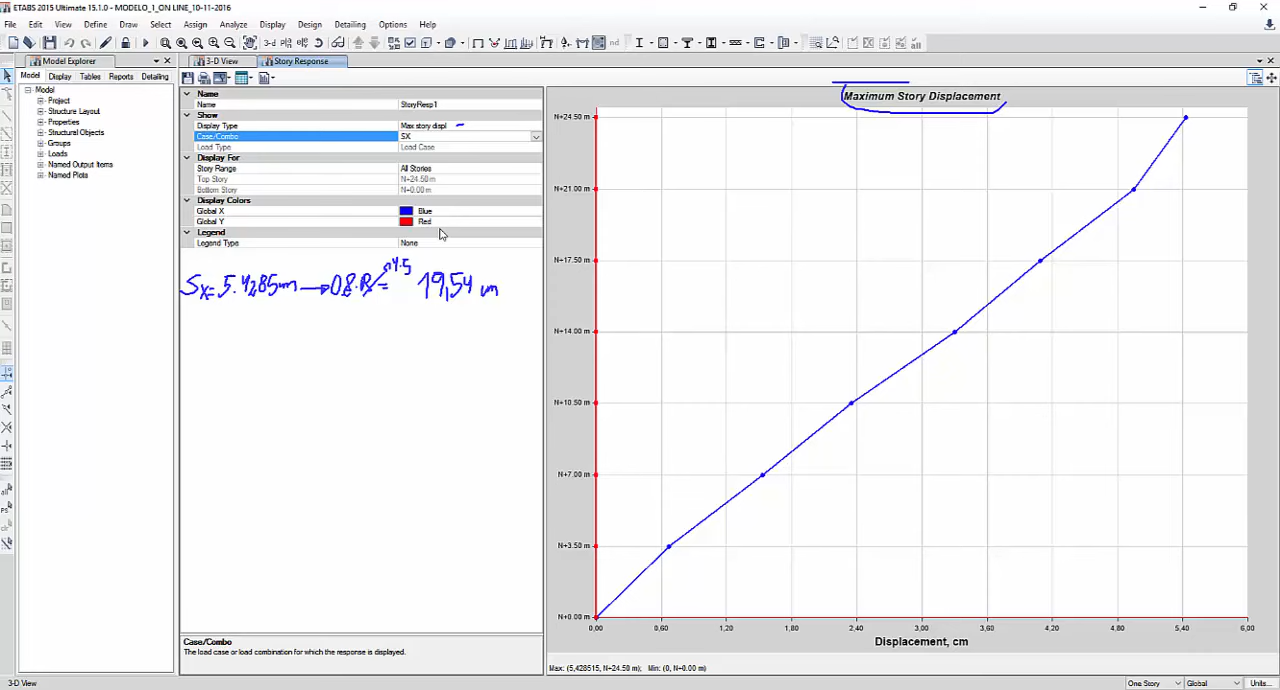 ETABS 2015 Ultimate 15.1.0 - MODELO_1_ON LINE_10-11-2016
File Edit View Define Draw Select Assign Analyze Display Design Detailing Options Help
3-d
all
Model Explorer
3-D View
Story Response
Model Display Tables Reports Detailing
Model
Project
Structure Layout
Properties
Structural Objects
Groups
Loads
Named Output Items
Named Plots
Name
Name StoryResp1
Show
Display Type Max story displ
Case/Combo SX
Load Type Load Case
Display For
Story Range All Stories
Top Story N+24.50 m
Bottom Story N+0.00 m
Display Colors
Global X Blue
Global Y Red
Legend
Legend Type None
4.5
Sx= 5.4285cm → 0.8.R = 19,54 cm
Case/Combo
The load case or load combination for which the response is displayed.
Maximum Story Displacement
N+24.50 m
N+21.00 m
N+17.50 m
N+14.00 m
N+10.50 m
N+7.00 m
N+3.50 m
N+0.00 m
0,00 0,60 1,20 1,80 2,40 3,00 3,60 4,20 4,80 5,40 6,00
Displacement, cm
Max: (5,428515, N+24.50 m); Min: (0, N+0.00 m)
3-D View
One Story Global Units...